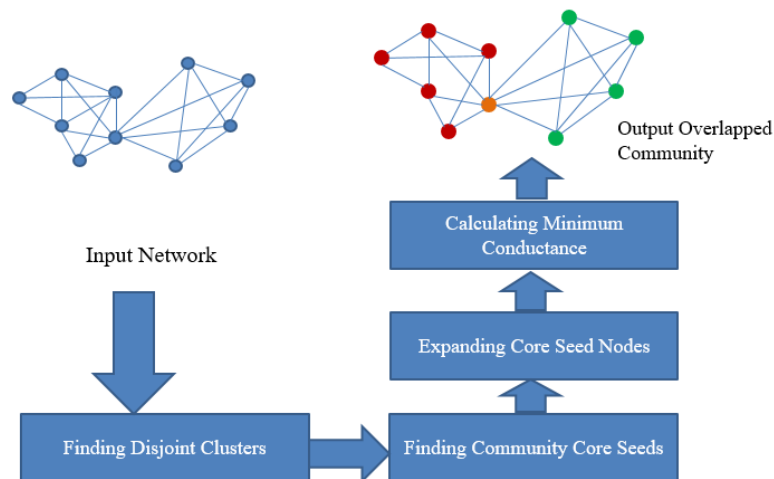 Input Network
Finding Disjoint Clusters
Finding Community Core Seeds
Expanding Core Seed Nodes
Calculating Minimum
Conductance
Output Overlapped
Community